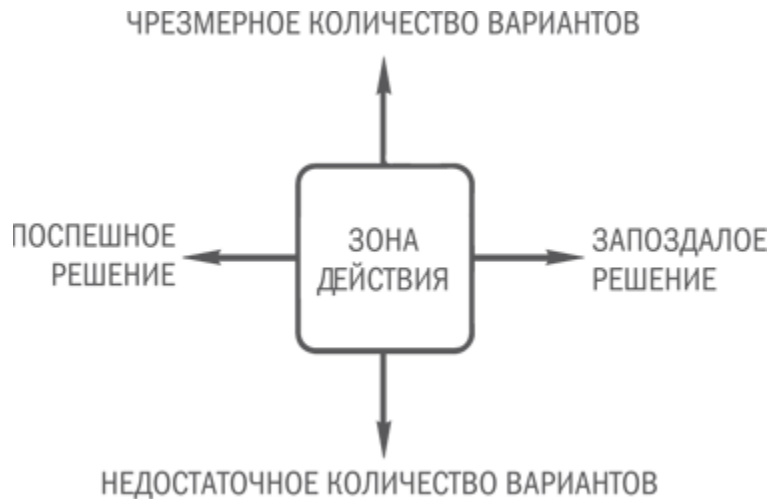 ЧРЕЗМЕРНОЕ КОЛИЧЕСТВО ВАРИАНТОВ
ПОСПЕШНОЕ
РЕШЕНИЕ
ЗОНА
ДЕЙСТВИЯ
ЗАПОЗДАЛОЕ
РЕШЕНИЕ
НЕДОСТАТОЧНОЕ КОЛИЧЕСТВО ВАРИАНТОВ